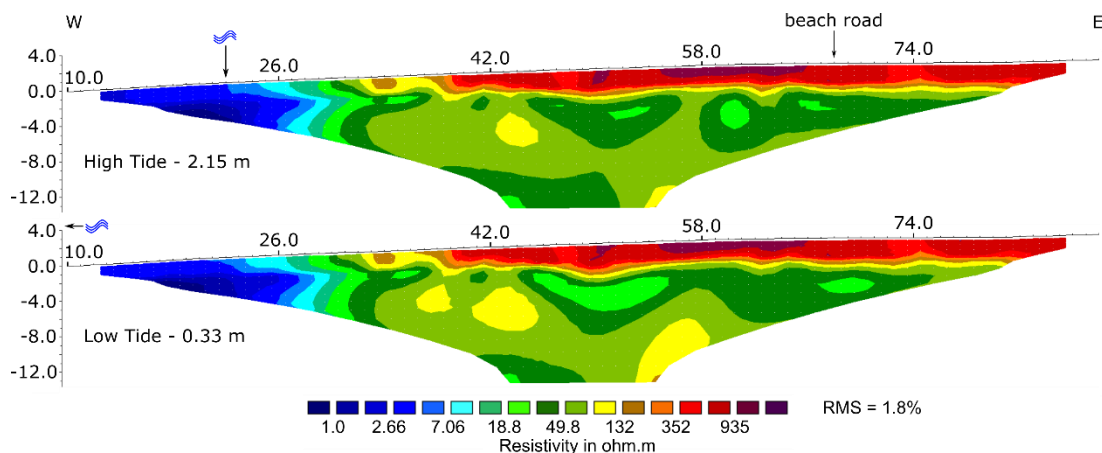 W beach road E
10.0 26.0 42.0 58.0 74.0
4.0
0.0
-4.0
-8.0
-12.0
High Tide - 2.15 m
10.0 26.0 42.0 58.0 74.0
4.0
0.0
-4.0
-8.0
-12.0
Low Tide - 0.33 m
RMS = 1.8%
1.0 2.66 7.06 18.8 49.8 132 352 935
Resistivity in ohm.m